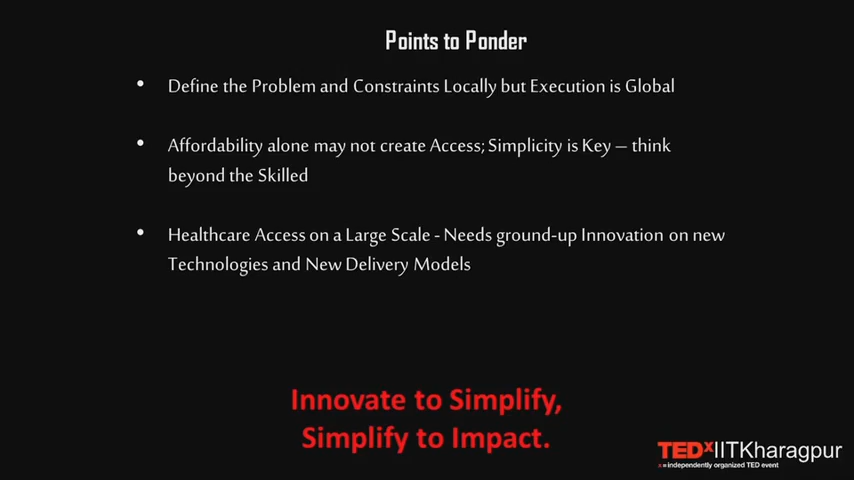 Points to Ponder
• Define the Problem and Constraints Locally but Execution is Global
• Affordability alone may not create Access; Simplicity is Key – think
beyond the Skilled
• Healthcare Access on a Large Scale - Needs ground-up Innovation on new
Technologies and New Delivery Models
Innovate to Simplify,
Simplify to Impact.
TEDxIITKharagpur
x = independently organized TED event